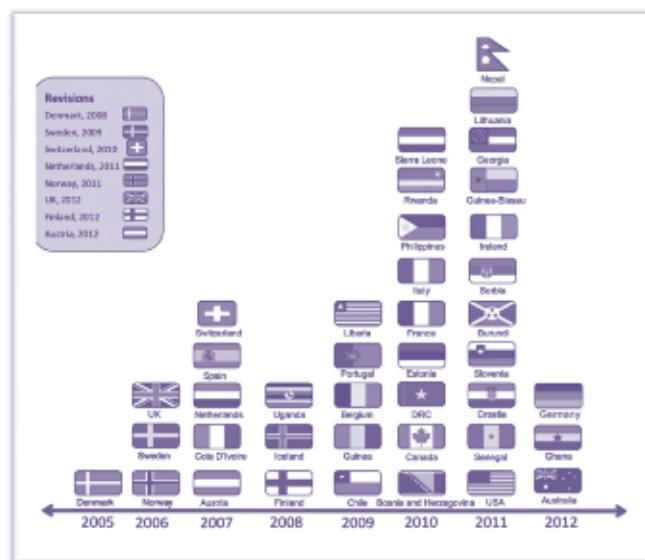 Nepal
Revisions
Denmark, 2008
Sweden, 2009
Switzerland, 2010
Netherlands, 2011
Norway, 2011
UK, 2012
Finland, 2012
Austria, 2012
Lithuania
Sierra Leone Georgia
Rwanda Guinea-Bissau
Philippines Ireland
Italy Serbia
Switzerland Liberia France Burundi
Spain Portugal Estonia Slovenia
UK Netherlands Uganda Belgium DRC Croatia Germany
Sweden Cote D'Ivoire Iceland Guinea Canada Senegal Ghana
Denmark Norway Austria Finland Chile Bosnia and Herzegovina USA Australia
2005 2006 2007 2008 2009 2010 2011 2012